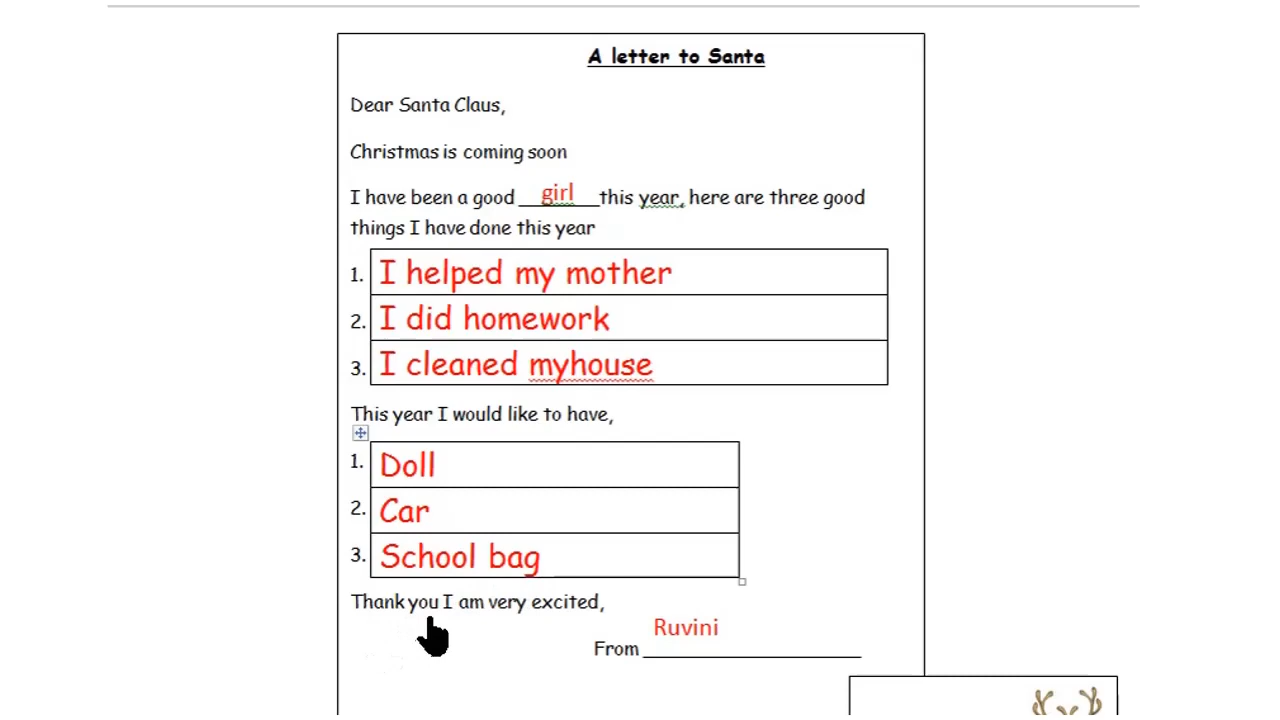 A letter to Santa
Dear Santa Claus,
Christmas is coming soon
I have been a good girl this year, here are three good
things I have done this year
1. I helped my mother
2. I did homework
3. I cleaned myhouse
This year I would like to have,
1. Doll
2. Car
3. School bag
Thank you I am very excited,
From Ruvini